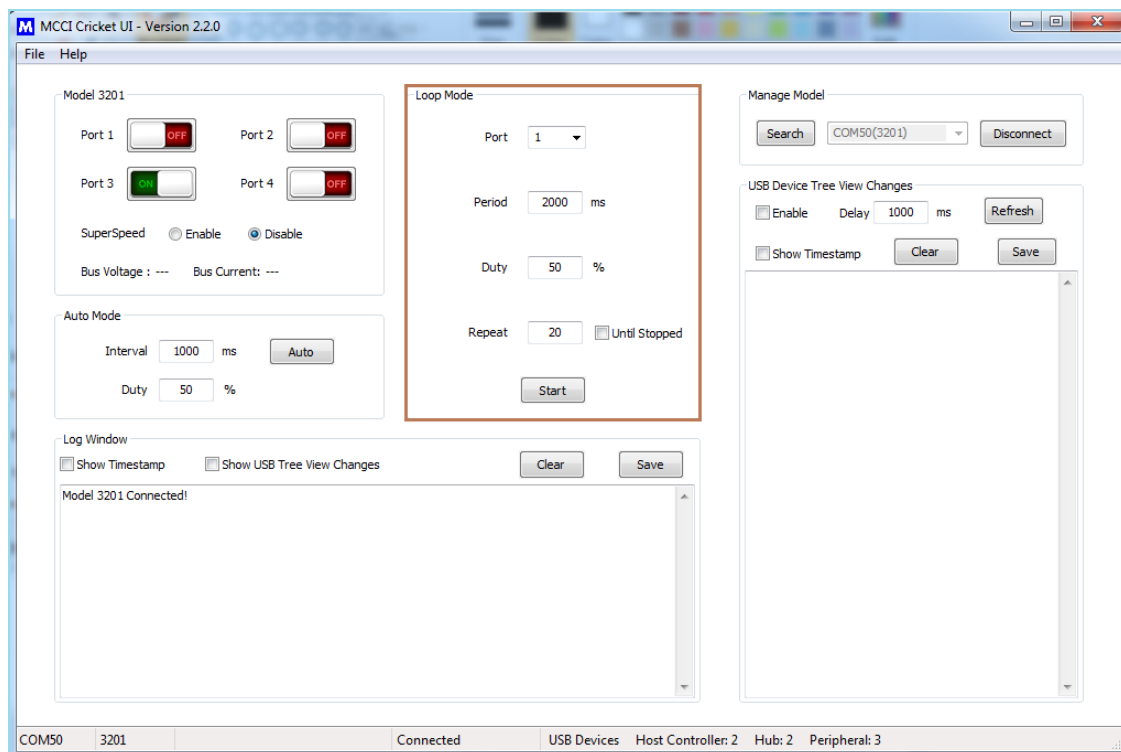 MCCI Cricket UI - Version 2.2.0
File Help
Model 3201
Port 1 OFF Port 2 OFF
Port 3 ON Port 4 OFF
SuperSpeed Enable Disable
Bus Voltage : --- Bus Current: ---
Auto Mode
Interval 1000 ms Auto
Duty 50 %
Loop Mode
Port 1
Period 2000 ms
Duty 50 %
Repeat 20 Until Stopped
Start
Manage Model
Search COM50(3201) Disconnect
USB Device Tree View Changes
Enable Delay 1000 ms Refresh
Show Timestamp Clear Save
Log Window
Show Timestamp Show USB Tree View Changes Clear Save
Model 3201 Connected!
COM50 3201 Connected USB Devices Host Controller: 2 Hub: 2 Peripheral: 3